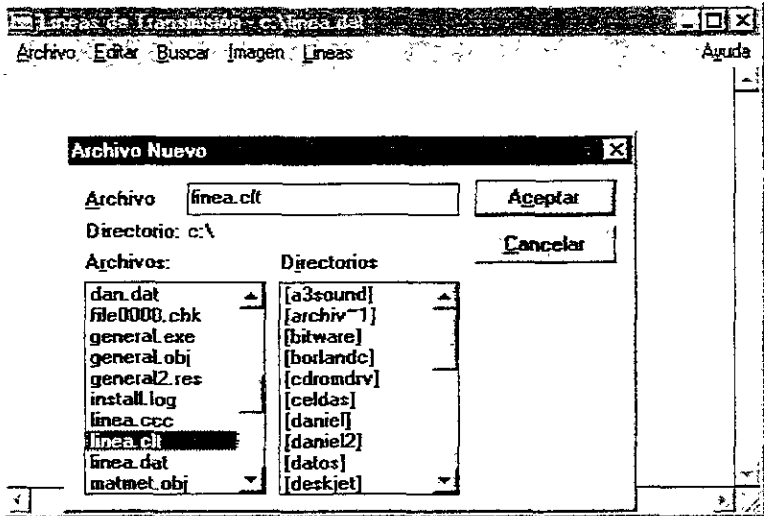 Lineas de Transmisión - c:\linea.dat
Archivo Editar Buscar Imagen Lineas Ayuda
Archivo Nuevo
Archivo linea.clt Aceptar
Directorio: c:\
Cancelar
Archivos: Directorios
dan.dat [a3sound]
file0000.chk [archiv~1]
general.exe [bitware]
general.obj [borlandc]
general2.res [cdromdrv]
install.log [celdas]
linea.ccc [daniel]
linea.clt [daniel2]
linea.dat [datos]
matmet.obj [deskjet]